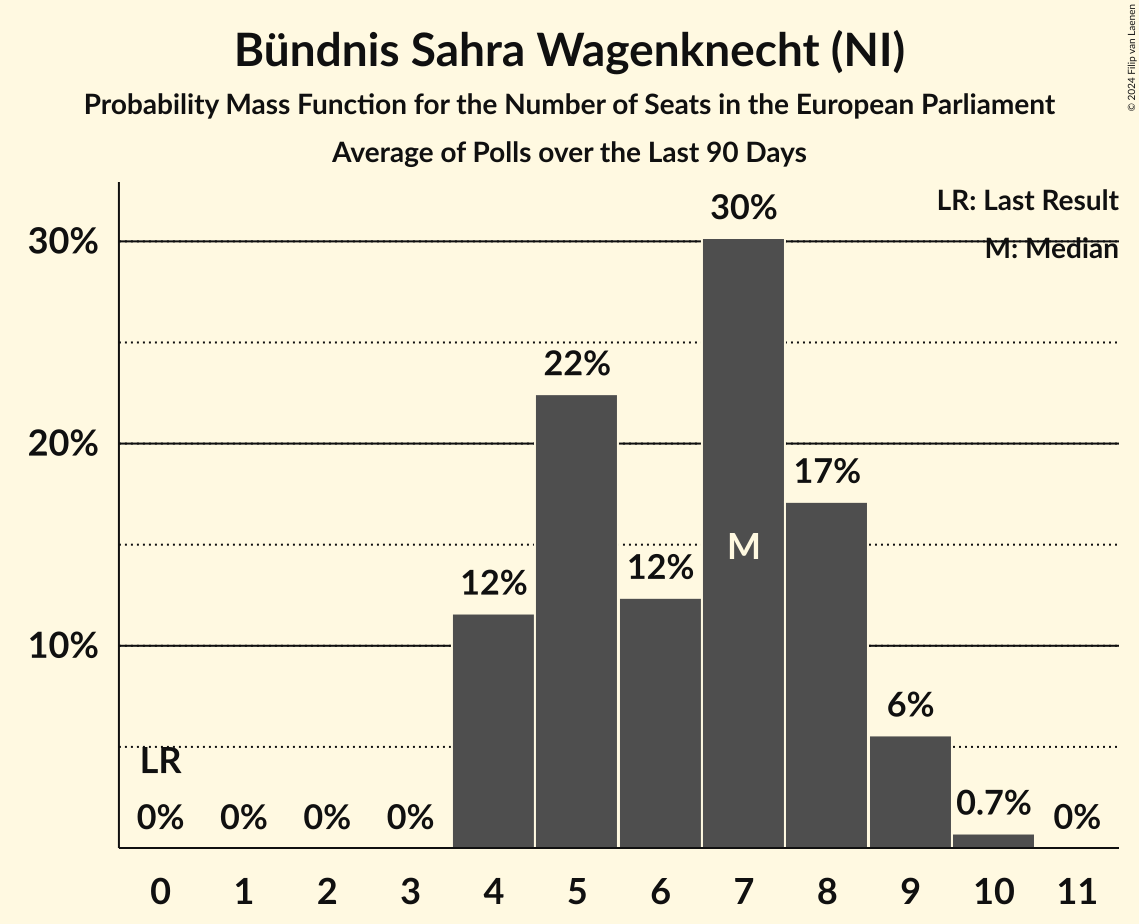 Bündnis Sahra Wagenknecht (NI)
Probability Mass Function for the Number of Seats in the European Parliament
Average of Polls over the Last 90 Days
© 2024 Filip van Laenen
LR: Last Result
M: Median
30%
20%
10%
30%
22%
17%
M
12%
12%
6%
LR
0% 0% 0% 0% 0.7% 0%
0 1 2 3 4 5 6 7 8 9 10 11